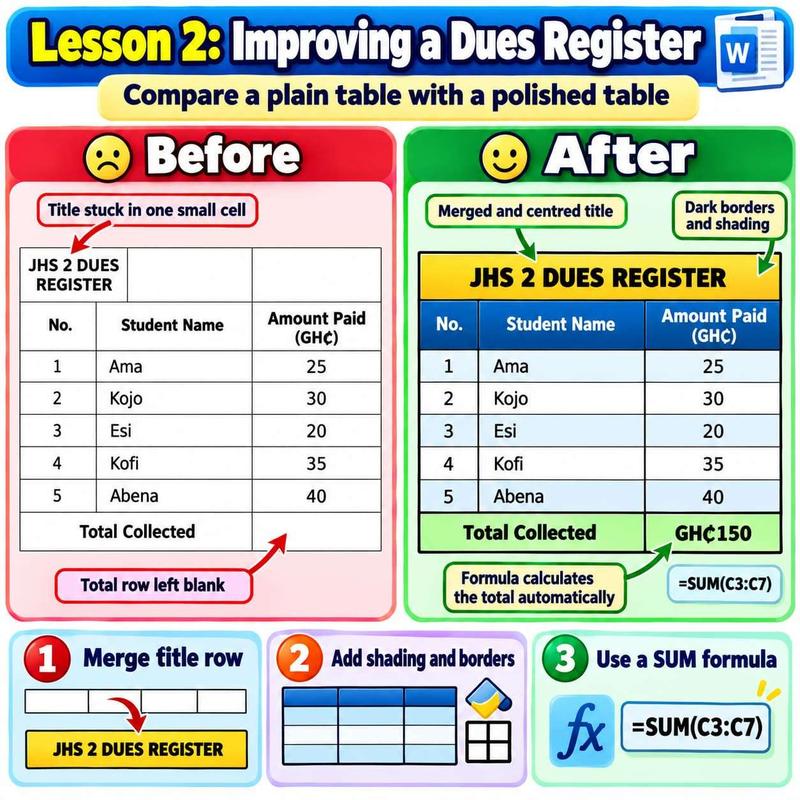 Lesson 2: Improving a Dues Register
W
Compare a plain table with a polished table
Before
Title stuck in one small cell
JHS 2 DUES
REGISTER
No. Student Name Amount Paid
(GH₵)
1 Ama 25
2 Kojo 30
3 Esi 20
4 Kofi 35
5 Abena 40
Total Collected
Total row left blank
After
Merged and centred title
Dark borders
and shading
JHS 2 DUES REGISTER
No. Student Name Amount Paid
(GH₵)
1 Ama 25
2 Kojo 30
3 Esi 20
4 Kofi 35
5 Abena 40
Total Collected GH₵150
Formula calculates
the total automatically
=SUM(C3:C7)
1 Merge title row
JHS 2 DUES REGISTER
2 Add shading and borders
3 Use a SUM formula
fx =SUM(C3:C7)